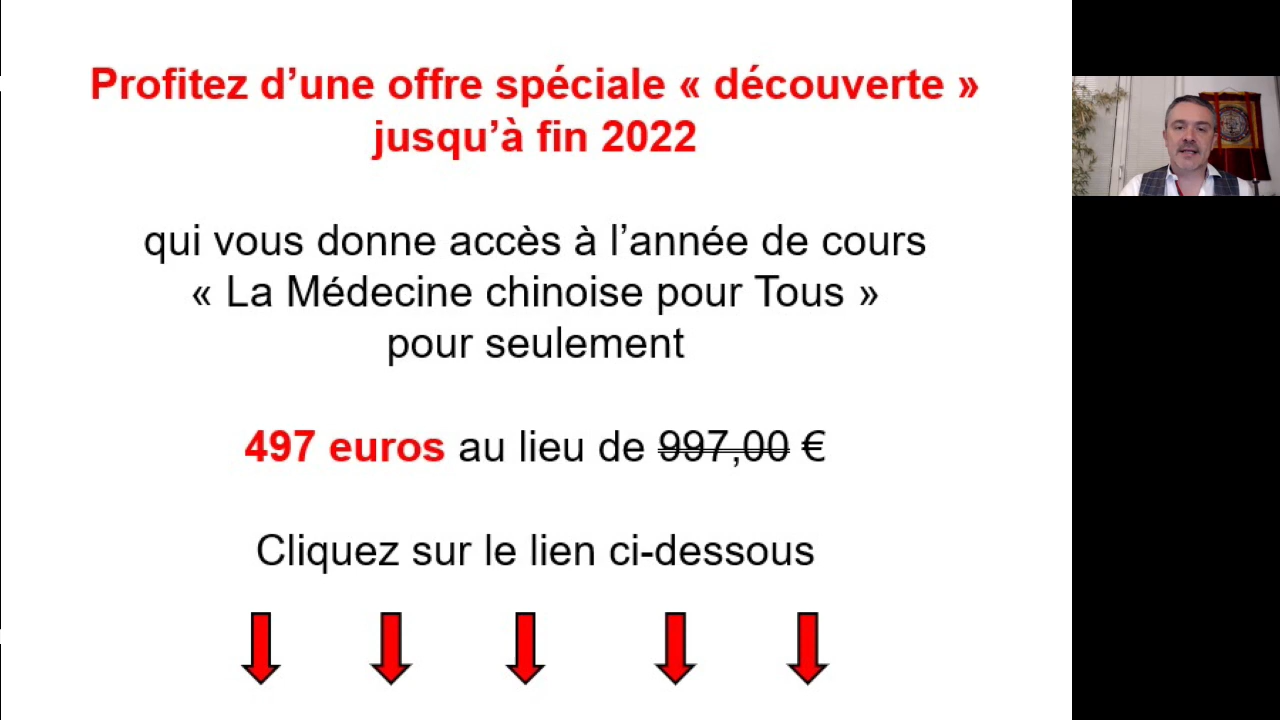 Profitez d’une offre spéciale « découverte »
jusqu’à fin 2022
qui vous donne accès à l’année de cours
« La Médecine chinoise pour Tous »
pour seulement
497 euros au lieu de 997,00 €
Cliquez sur le lien ci-dessous